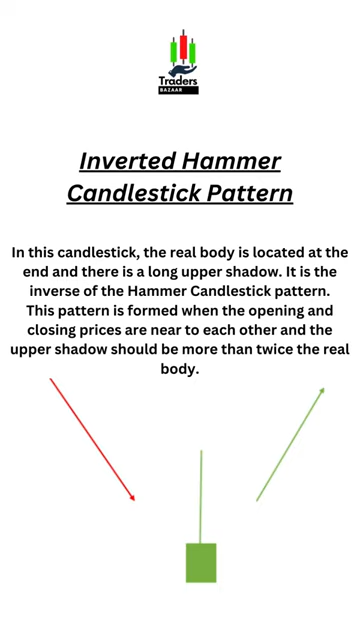 Traders
BAZAAR
Inverted Hammer
Candlestick Pattern
In this candlestick, the real body is located at the
end and there is a long upper shadow. It is the
inverse of the Hammer Candlestick pattern.
This pattern is formed when the opening and
closing prices are near to each other and the
upper shadow should be more than twice the real
body.